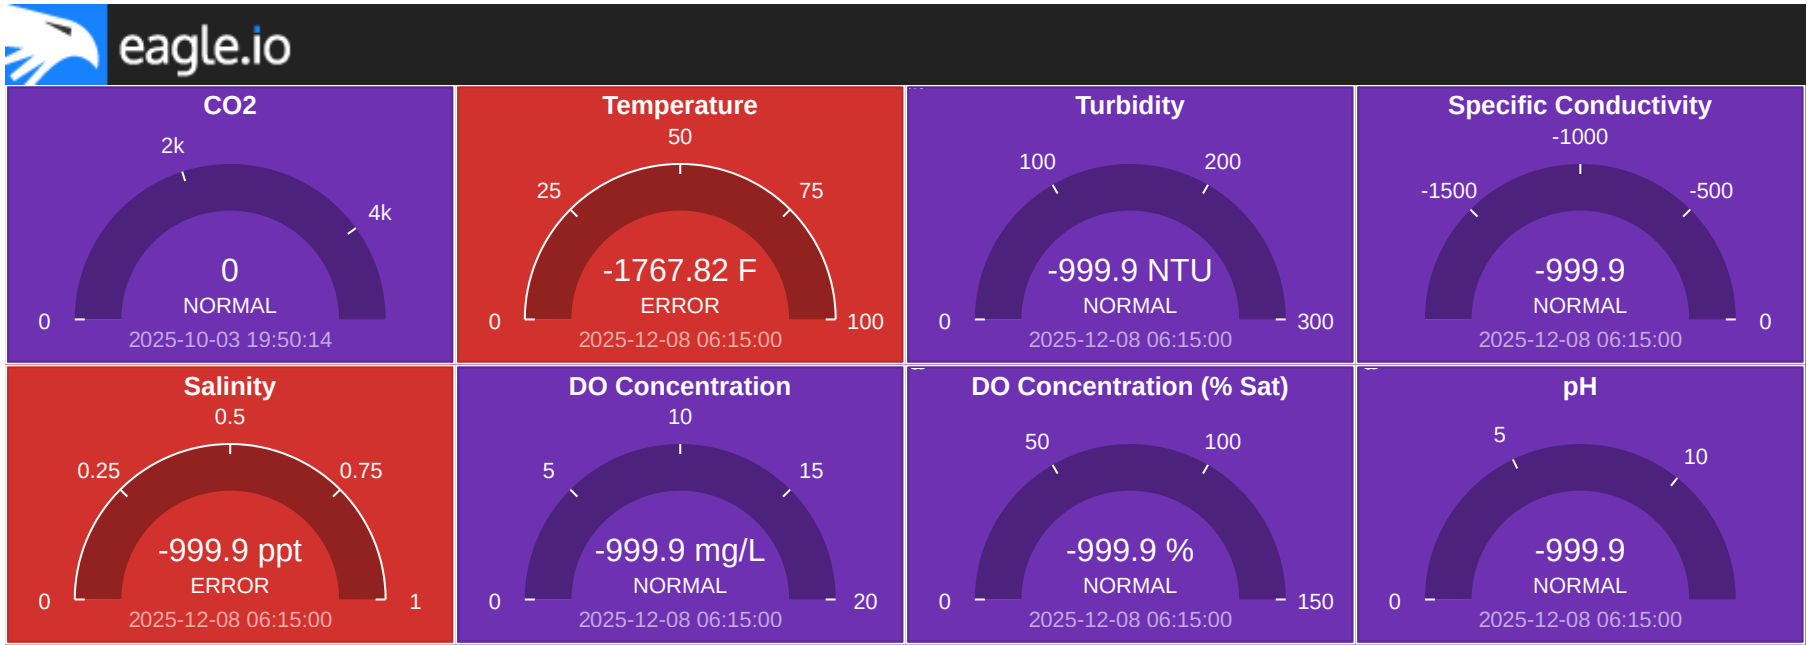 eagle.io
CO2
2k
4k
0
NORMAL
0
2025-10-03 19:50:14
Temperature
50
25
75
-1767.82 F
ERROR
0
100
2025-12-08 06:15:00
Turbidity
100
200
-999.9 NTU
NORMAL
0
300
2025-12-08 06:15:00
Specific Conductivity
-1000
-1500
-500
-999.9
NORMAL
0
2025-12-08 06:15:00
Salinity
0.5
0.25
0.75
-999.9 ppt
ERROR
0
1
2025-12-08 06:15:00
DO Concentration
10
5
15
-999.9 mg/L
NORMAL
0
20
2025-12-08 06:15:00
DO Concentration (% Sat)
50
100
-999.9 %
NORMAL
0
150
2025-12-08 06:15:00
pH
5
10
-999.9
NORMAL
0
2025-12-08 06:15:00